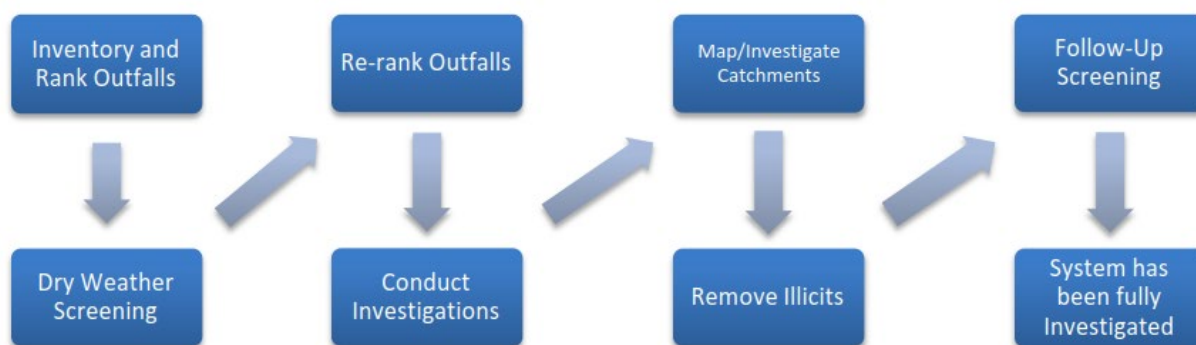 Inventory and
Rank Outfalls
Dry Weather
Screening
Re-rank Outfalls
Conduct
Investigations
Map/Investigate
Catchments
Remove Illicits
Follow-Up
Screening
System has
been fully
Investigated